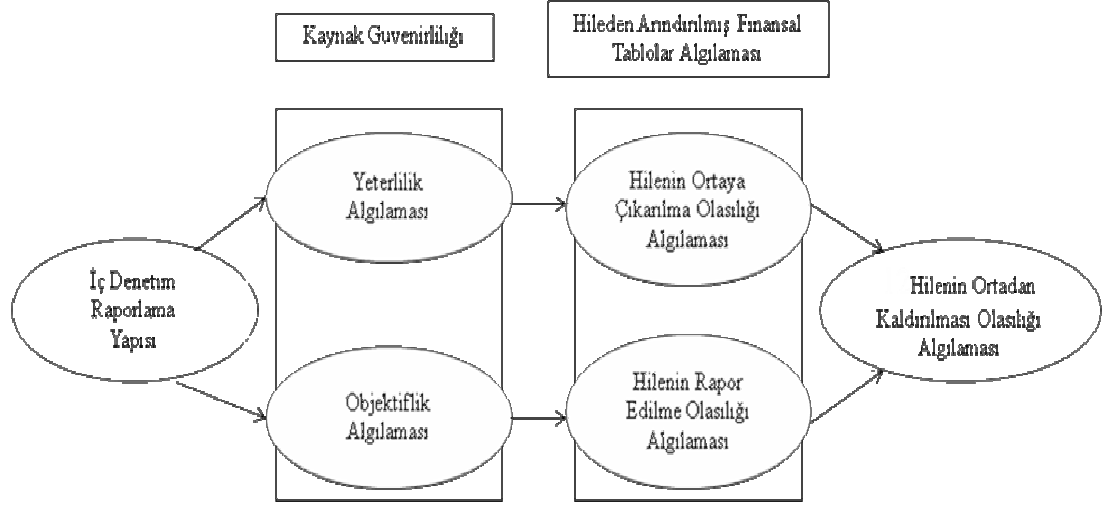 Kaynak Guvenirliliği
Hileden Arındırılmış Finansal
Tablolar Algılaması
Yeterlilik
Algılaması
Hilenin Ortaya
Çıkarılma Olasılığı
Algılaması
İç Denetim
Raporlama
Yapısı
Hilenin Ortadan
Kaldırılması Olasılığı
Algılaması
Objektiflik
Algılaması
Hilenin Rapor
Edilme Olasılığı
Algılaması